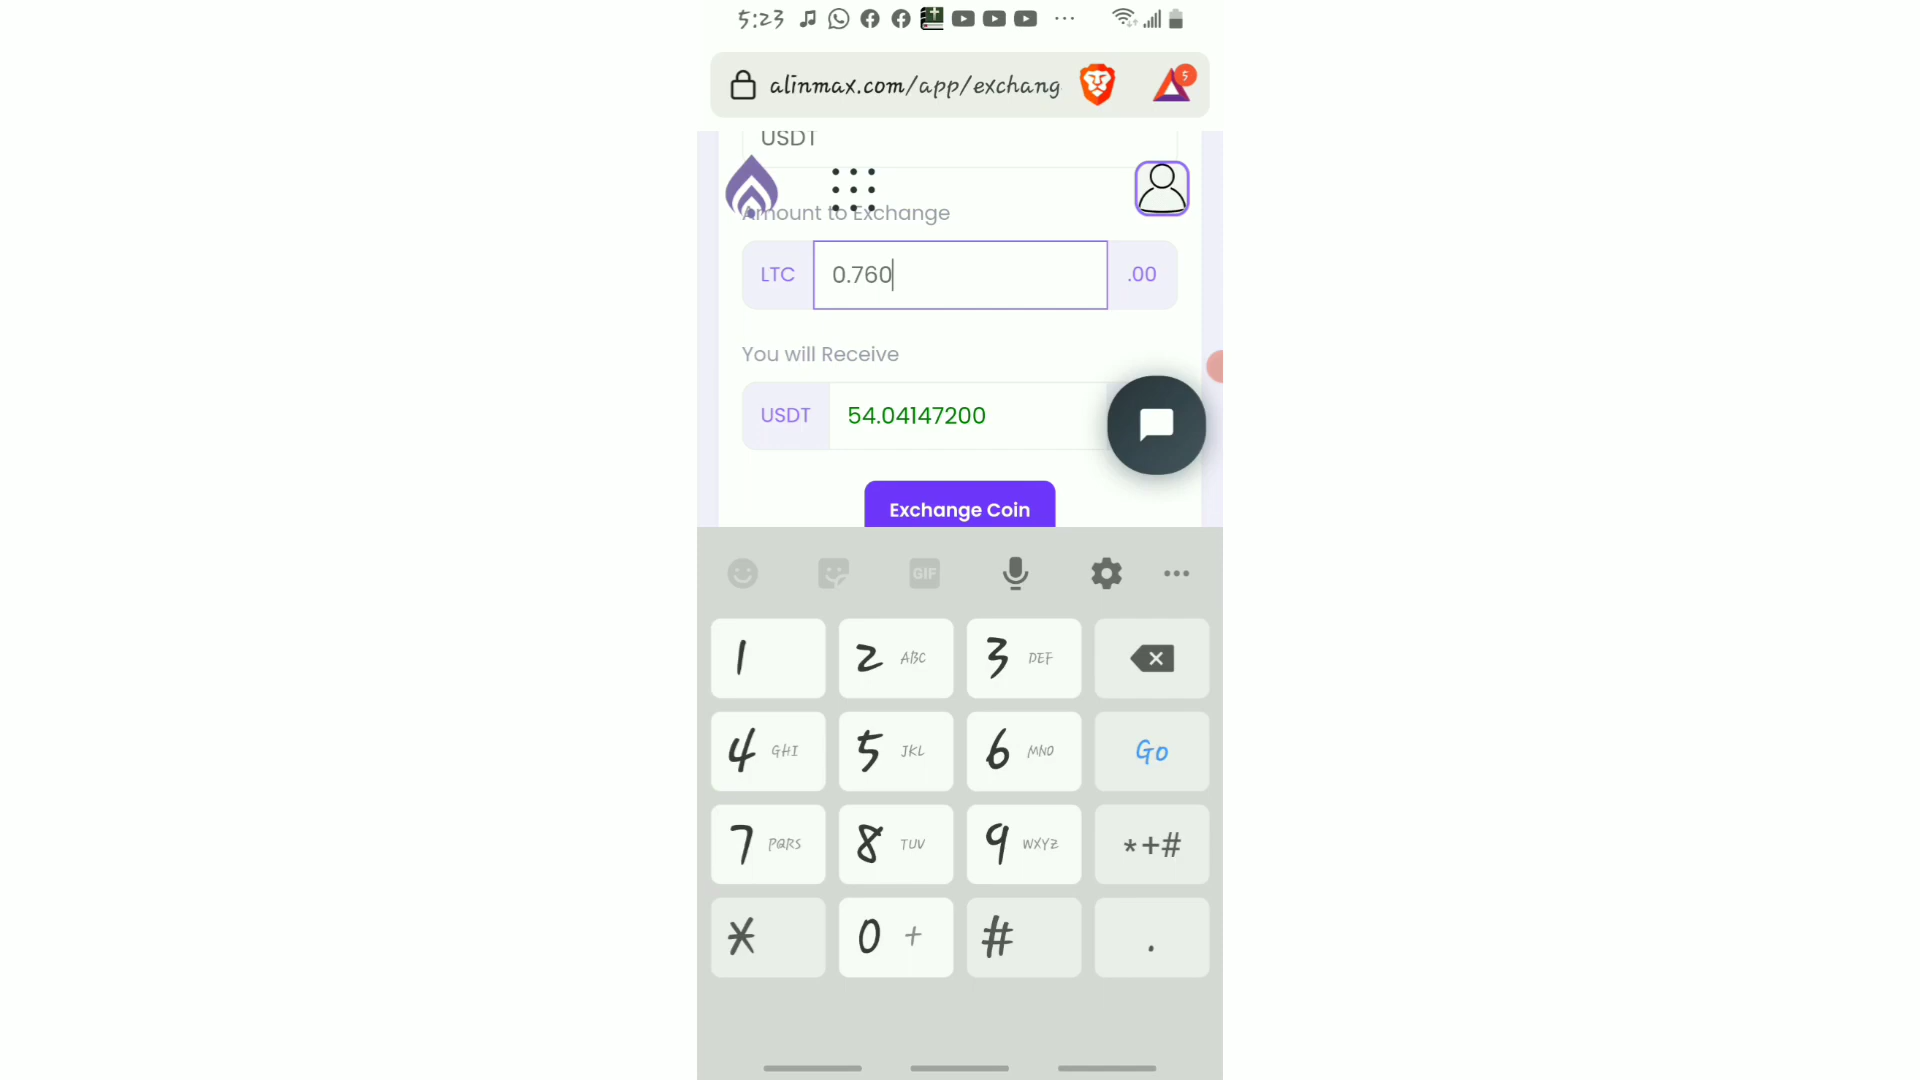 5:23
alinmax.com/app/exchang
5
USDT
Amount to Exchange
LTC 0.760 .00
You will Receive
USDT 54.04147200
Exchange Coin
GIF
1 2 ABC 3 DEF
4 GHI 5 JKL 6 MNO Go
7 PQRS 8 TUV 9 WXYZ *+#
* 0 + # .